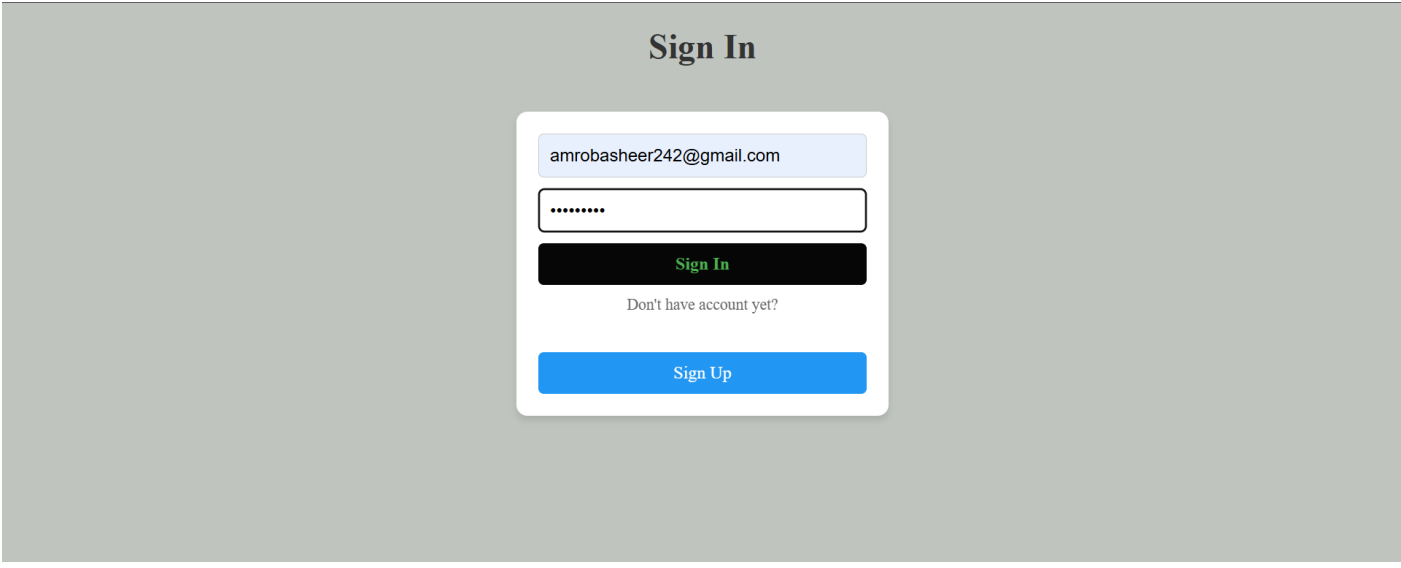 Sign In
amrobasheer242@gmail.com
•••••••••
Sign In
Don't have account yet?
Sign Up